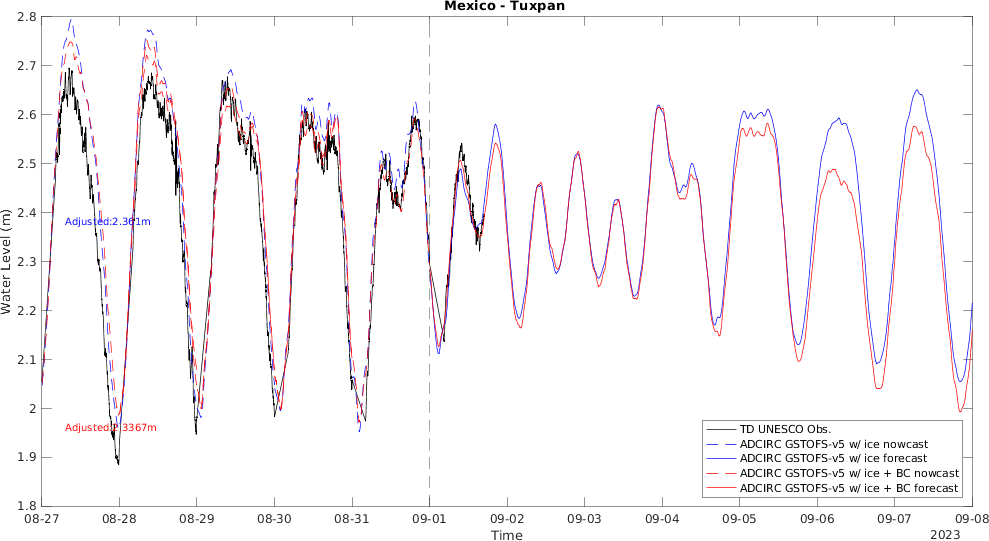 Mexico - Tuxpan
2.8
2.7
2.6
2.5
2.4
2.3
2.2
2.1
2
1.9
1.8
Water Level (m)
Adjusted:2.361m
Adjusted:2.3367m
TD UNESCO Obs.
ADCIRC GSTOFS-v5 w/ ice nowcast
ADCIRC GSTOFS-v5 w/ ice forecast
ADCIRC GSTOFS-v5 w/ ice + BC nowcast
ADCIRC GSTOFS-v5 w/ ice + BC forecast
08-27 08-28 08-29 08-30 08-31 09-01 09-02 09-03 09-04 09-05 09-06 09-07 09-08
Time
2023